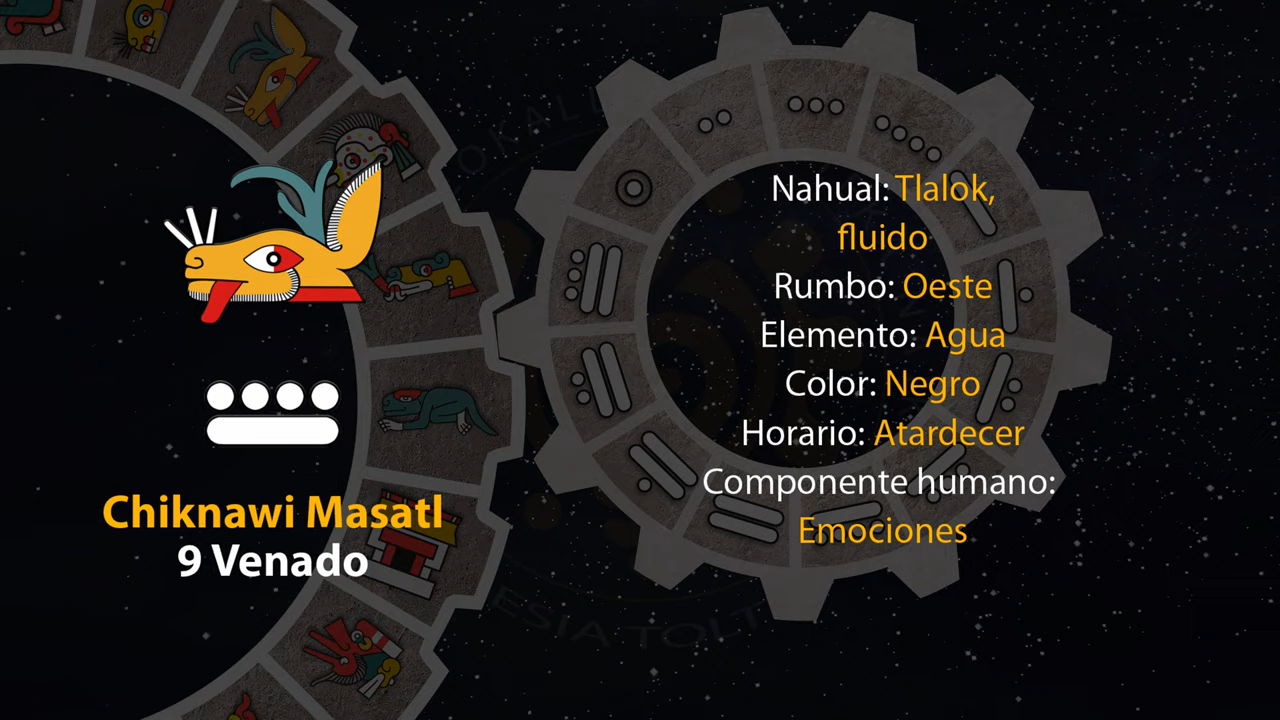 Chiknawi Masatl
9 Venado
Nahual: Tlalok,
fluido
Rumbo: Oeste
Elemento: Agua
Color: Negro
Horario: Atardecer
Componente humano:
Emociones